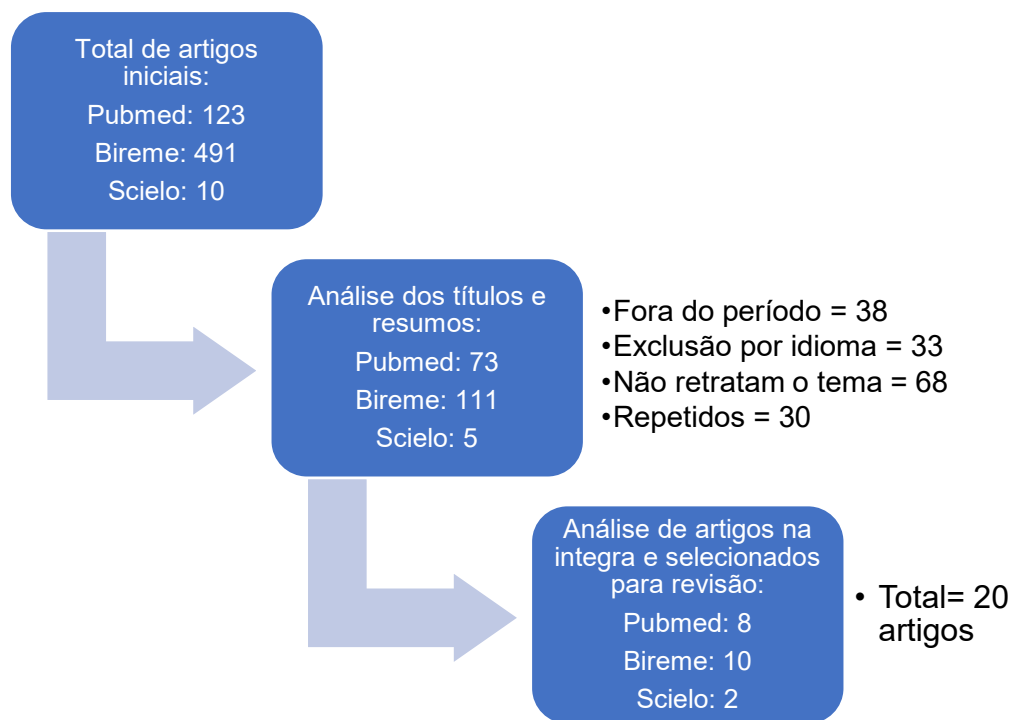 Total de artigos
iniciais:
Pubmed: 123
Bireme: 491
Scielo: 10
Análise dos títulos e
resumos:
Pubmed: 73
Bireme: 111
Scielo: 5
•Fora do período = 38
•Exclusão por idioma = 33
•Não retratam o tema = 68
•Repetidos = 30
Análise de artigos na
integra e selecionados
para revisão:
Pubmed: 8
Bireme: 10
Scielo: 2
• Total= 20
artigos